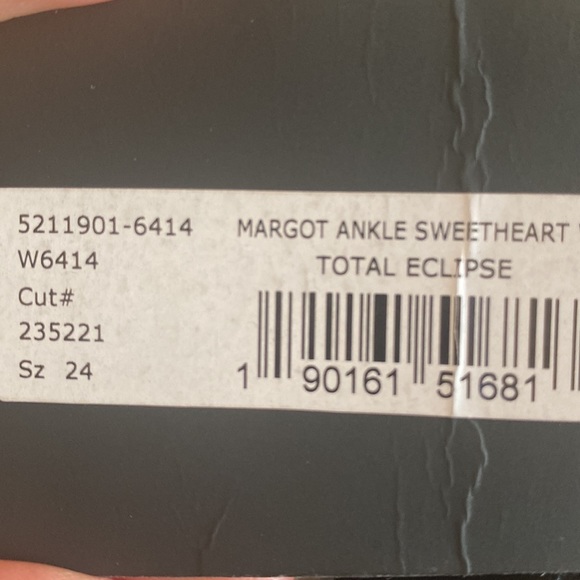 5211901-6414
W6414
Cut#
235221
Sz 24
MARGOT ANKLE SWEETHEART
TOTAL ECLIPSE
1 90161 51681